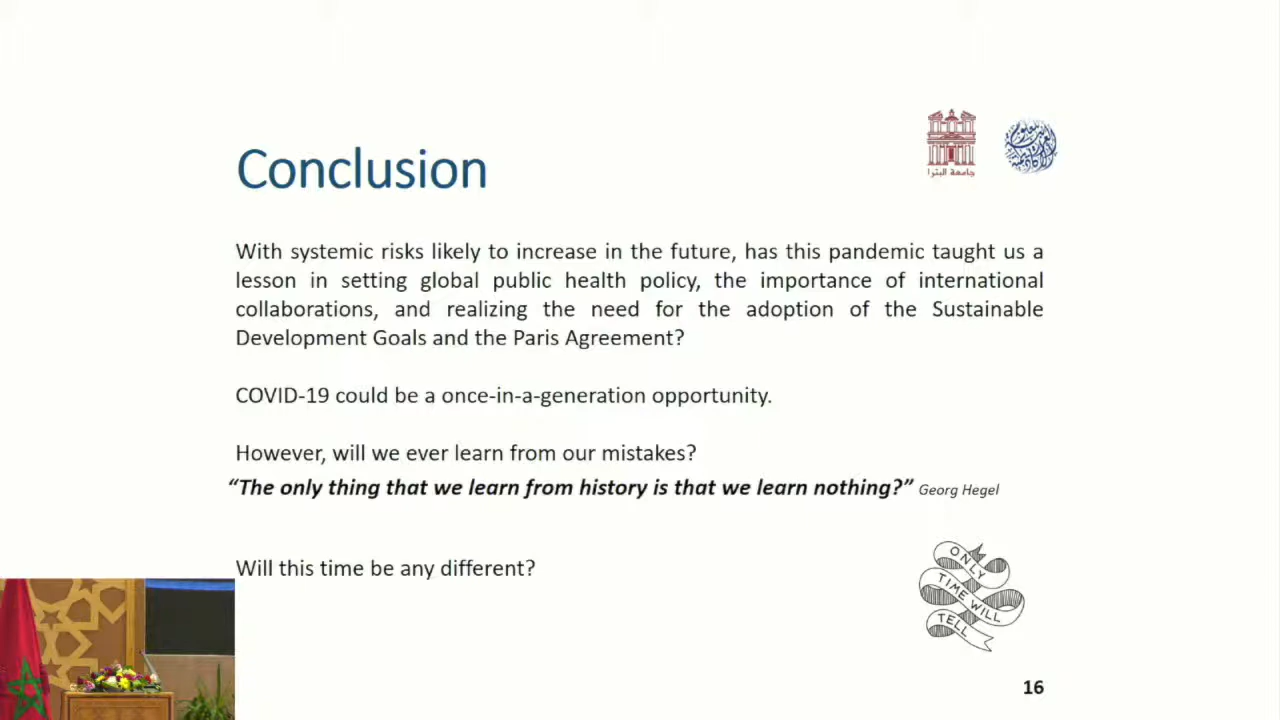 جامعة البترا
Conclusion
With systemic risks likely to increase in the future, has this pandemic taught us a
lesson in setting global public health policy, the importance of international
collaborations, and realizing the need for the adoption of the Sustainable
Development Goals and the Paris Agreement?
COVID-19 could be a once-in-a-generation opportunity.
However, will we ever learn from our mistakes?
“The only thing that we learn from history is that we learn nothing?” Georg Hegel
Will this time be any different?
ONLY
TIME WILL
TELL
16